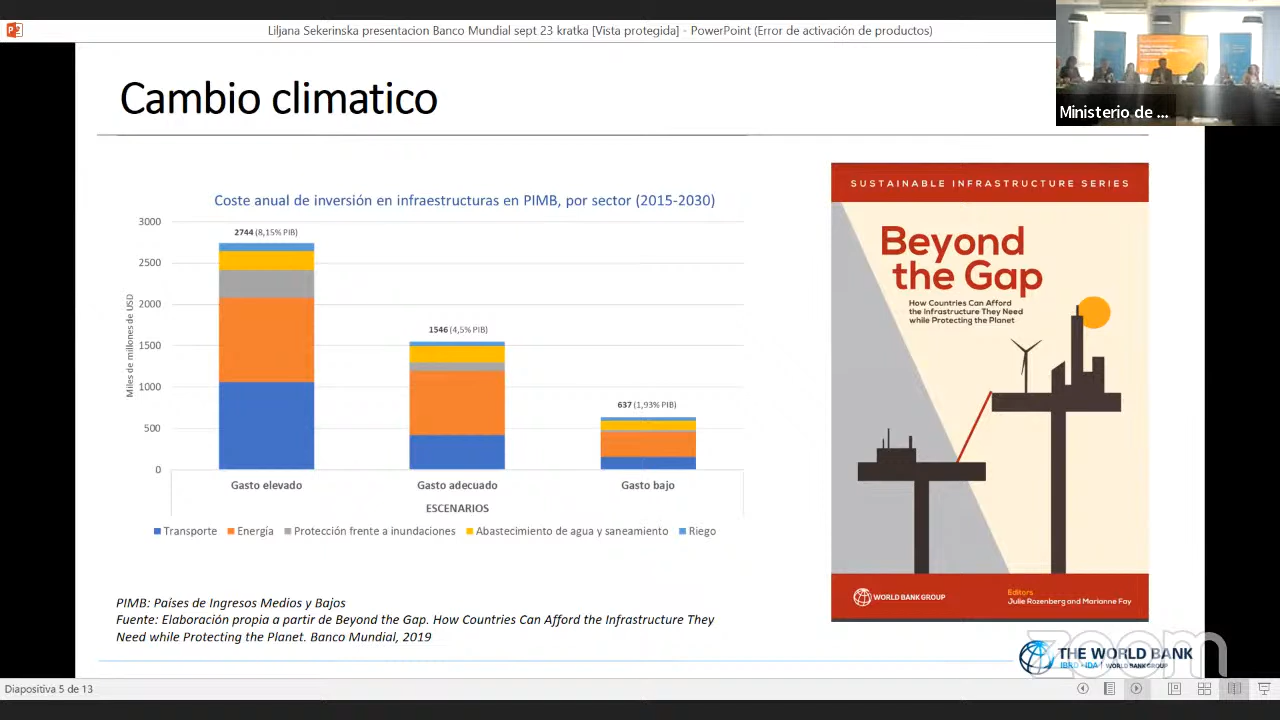 Liljana Sekerinska presentacion Banco Mundial sept 23 kratka [Vista protegida] - PowerPoint (Error de activación de productos)
Ministerio de ...
Cambio climatico
Coste anual de inversión en infraestructuras en PIMB, por sector (2015-2030)
Miles de millones de USD
3000
2500
2000
1500
1000
500
0
2744 (8,15% PIB)
1546 (4,5% PIB)
637 (1,93% PIB)
Gasto elevado
Gasto adecuado
Gasto bajo
ESCENARIOS
Transporte
Energía
Protección frente a inundaciones
Abastecimiento de agua y saneamiento
Riego
SUSTAINABLE INFRASTRUCTURE SERIES
Beyond
the Gap
How Countries Can Afford
the Infrastructure They Need
while Protecting the Planet
WORLD BANK GROUP
Editors
Julie Rozenberg and Marianne Fay
PIMB: Países de Ingresos Medios y Bajos
Fuente: Elaboración propia a partir de Beyond the Gap. How Countries Can Afford the Infrastructure They
Need while Protecting the Planet. Banco Mundial, 2019
THE WORLD BANK
IBRD • IDA | WORLD BANK GROUP
zoom
Diapositiva 5 de 13